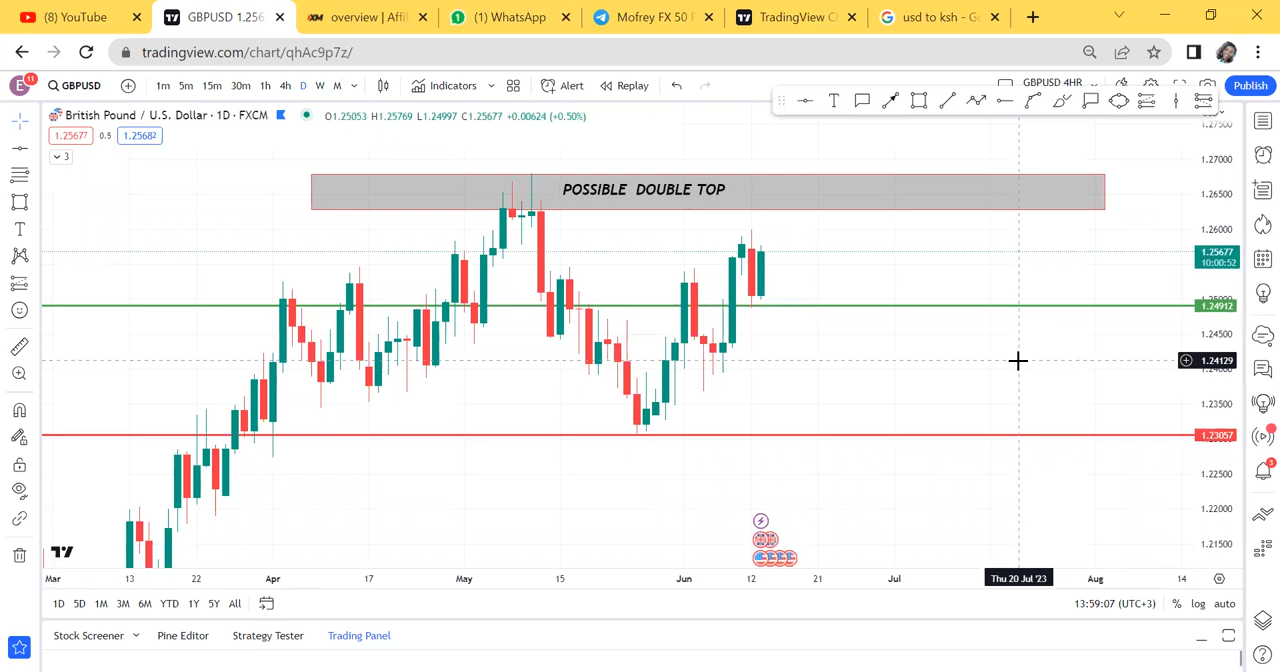 (8) YouTube
GBPUSD 1.256
XM overview | Affil
(1) WhatsApp
Mofrey FX 50 F
TradingView C
usd to ksh - G
tradingview.com/chart/qhAc9p7z/
E 11 GBPUSD 1m 5m 15m 30m 1h 4h D W M Indicators Alert Replay GBPUSD 4HR Publish
British Pound / U.S. Dollar · 1D · FXCM O1.25053 H1.25769 L1.24997 C1.25677 +0.00624 (+0.50%)
1.25677 0.5 1.25682
3
POSSIBLE DOUBLE TOP
1.27500
1.27000
1.26500
1.26000
1.25677
10:00:52
1.24912
1.24500
1.24129
1.23500
1.23057
1.22500
1.22000
1.21500
Mar 13 22 Apr 17 May 15 Jun 12 21 Jul Thu 20 Jul '23 Aug 14
1D 5D 1M 3M 6M YTD 1Y 5Y All 13:59:07 (UTC+3) % log auto
Stock Screener Pine Editor Strategy Tester Trading Panel
3